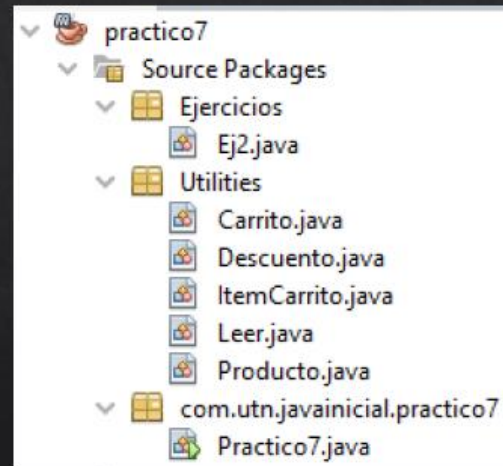 practico7
Source Packages
Ejercicios
Ej2.java
Utilities
Carrito.java
Descuento.java
ItemCarrito.java
Leer.java
Producto.java
com.utn.javainicial.practico7
Practico7.java